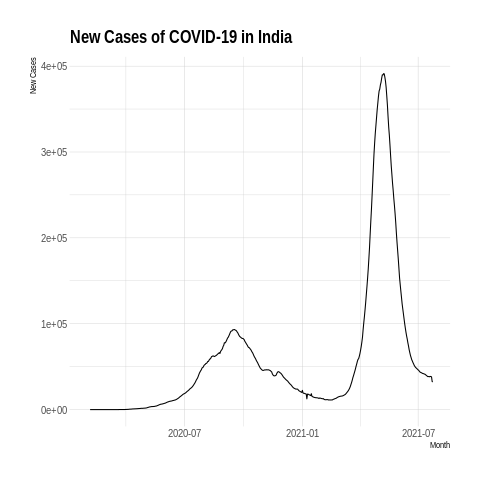 New Cases of COVID-19 in India
New Cases
4e+05
3e+05
2e+05
1e+05
0e+00
2020-07
2021-01
2021-07
Month